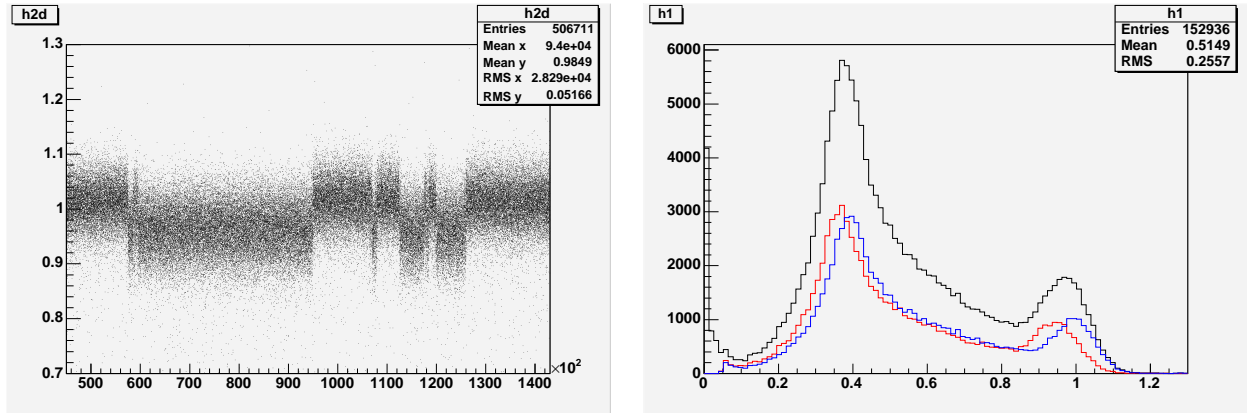 h2d
h2d
Entries 506711
Mean x 9.4e+04
Mean y 0.9849
RMS x 2.829e+04
RMS y 0.05166
1.3
1.2
1.1
1
0.9
0.8
0.7
500 600 700 800 900 1000 1100 1200 1300 1400
×10²
h1
h1
Entries 152936
Mean 0.5149
RMS 0.2557
6000
5000
4000
3000
2000
1000
0
0 0.2 0.4 0.6 0.8 1 1.2